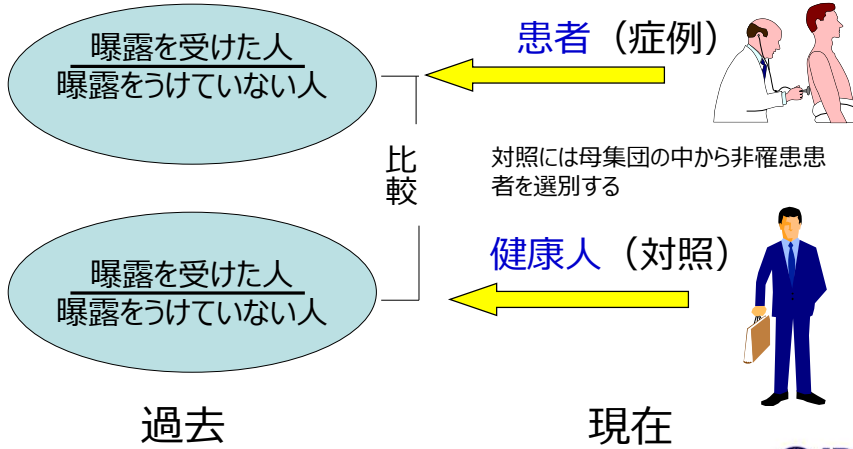 曝露を受けた人
曝露をうけていない人
患者（症例）
比較
対照には母集団の中から非罹患患
者を選別する
曝露を受けた人
曝露をうけていない人
健康人（対照）
過去
現在